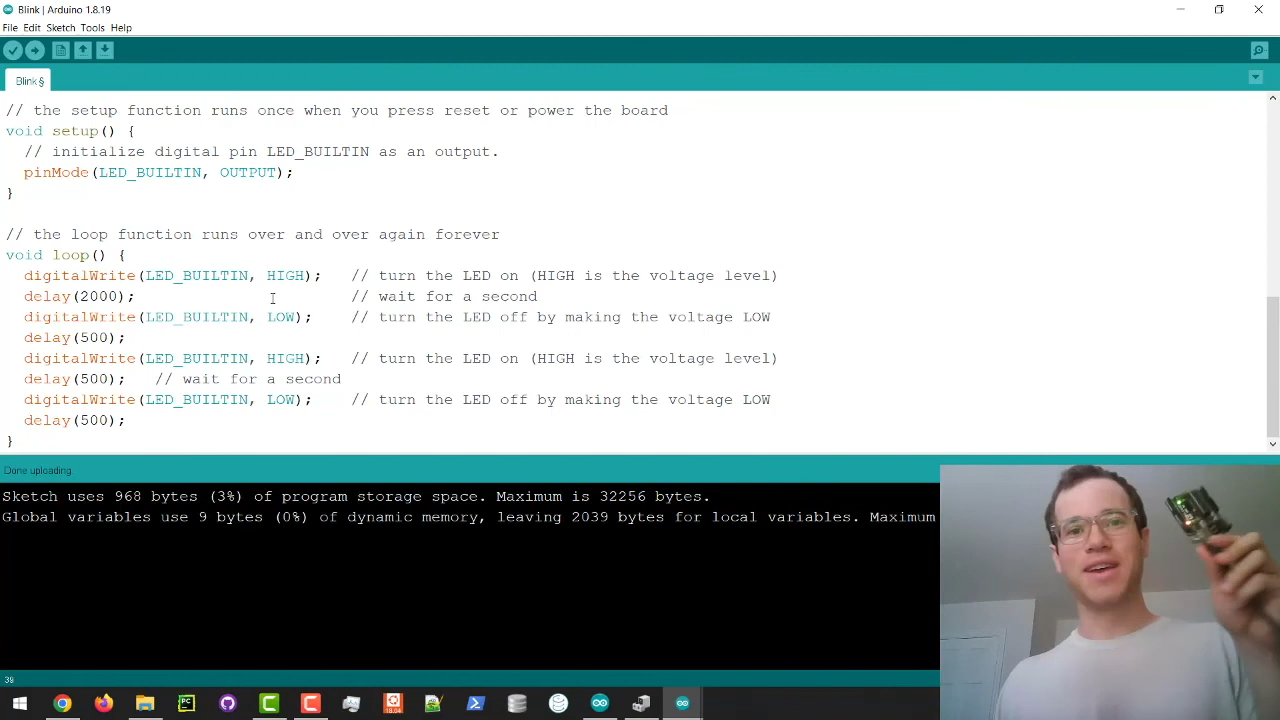 Blink | Arduino 1.8.19
File Edit Sketch Tools Help
Blink §
// the setup function runs once when you press reset or power the board
void setup() {
// initialize digital pin LED_BUILTIN as an output.
pinMode(LED_BUILTIN, OUTPUT);
}
// the loop function runs over and over again forever
void loop() {
digitalWrite(LED_BUILTIN, HIGH); // turn the LED on (HIGH is the voltage level)
delay(2000); // wait for a second
digitalWrite(LED_BUILTIN, LOW); // turn the LED off by making the voltage LOW
delay(500);
digitalWrite(LED_BUILTIN, HIGH); // turn the LED on (HIGH is the voltage level)
delay(500); // wait for a second
digitalWrite(LED_BUILTIN, LOW); // turn the LED off by making the voltage LOW
delay(500);
}
Done uploading.
Sketch uses 968 bytes (3%) of program storage space. Maximum is 32256 bytes.
Global variables use 9 bytes (0%) of dynamic memory, leaving 2039 bytes for local variables. Maximum
39
PC
18.04